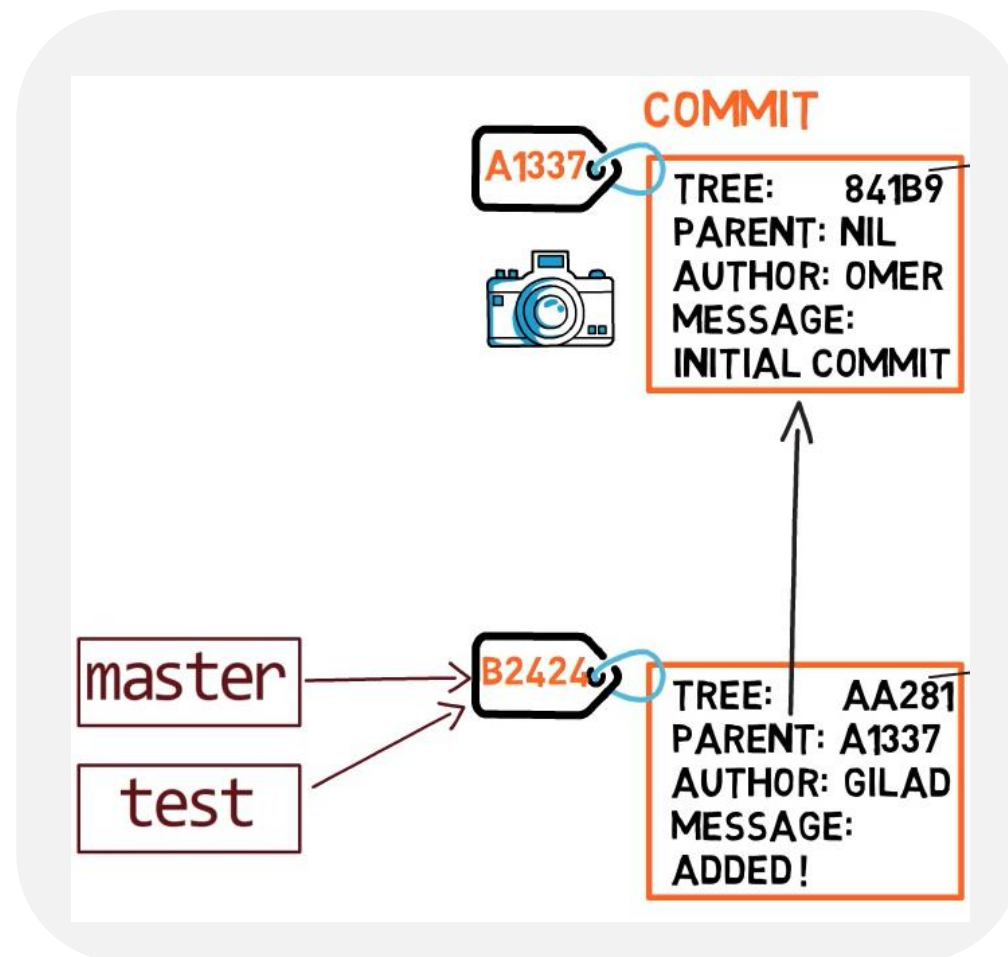 COMMIT
A1337
TREE: 841B9
PARENT: NIL
AUTHOR: OMER
MESSAGE:
INITIAL COMMIT
master
test
B2424
TREE: AA281
PARENT: A1337
AUTHOR: GILAD
MESSAGE:
ADDED!